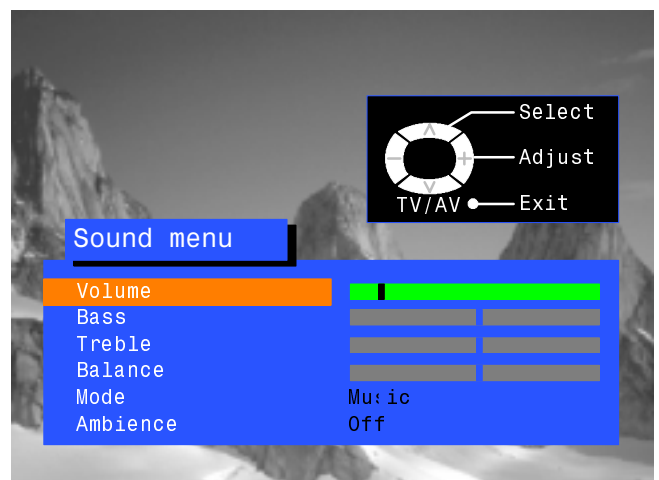 Select
Adjust
TV/AV Exit
Sound menu
Volume
Bass
Treble
Balance
Mode Music
Ambience Off